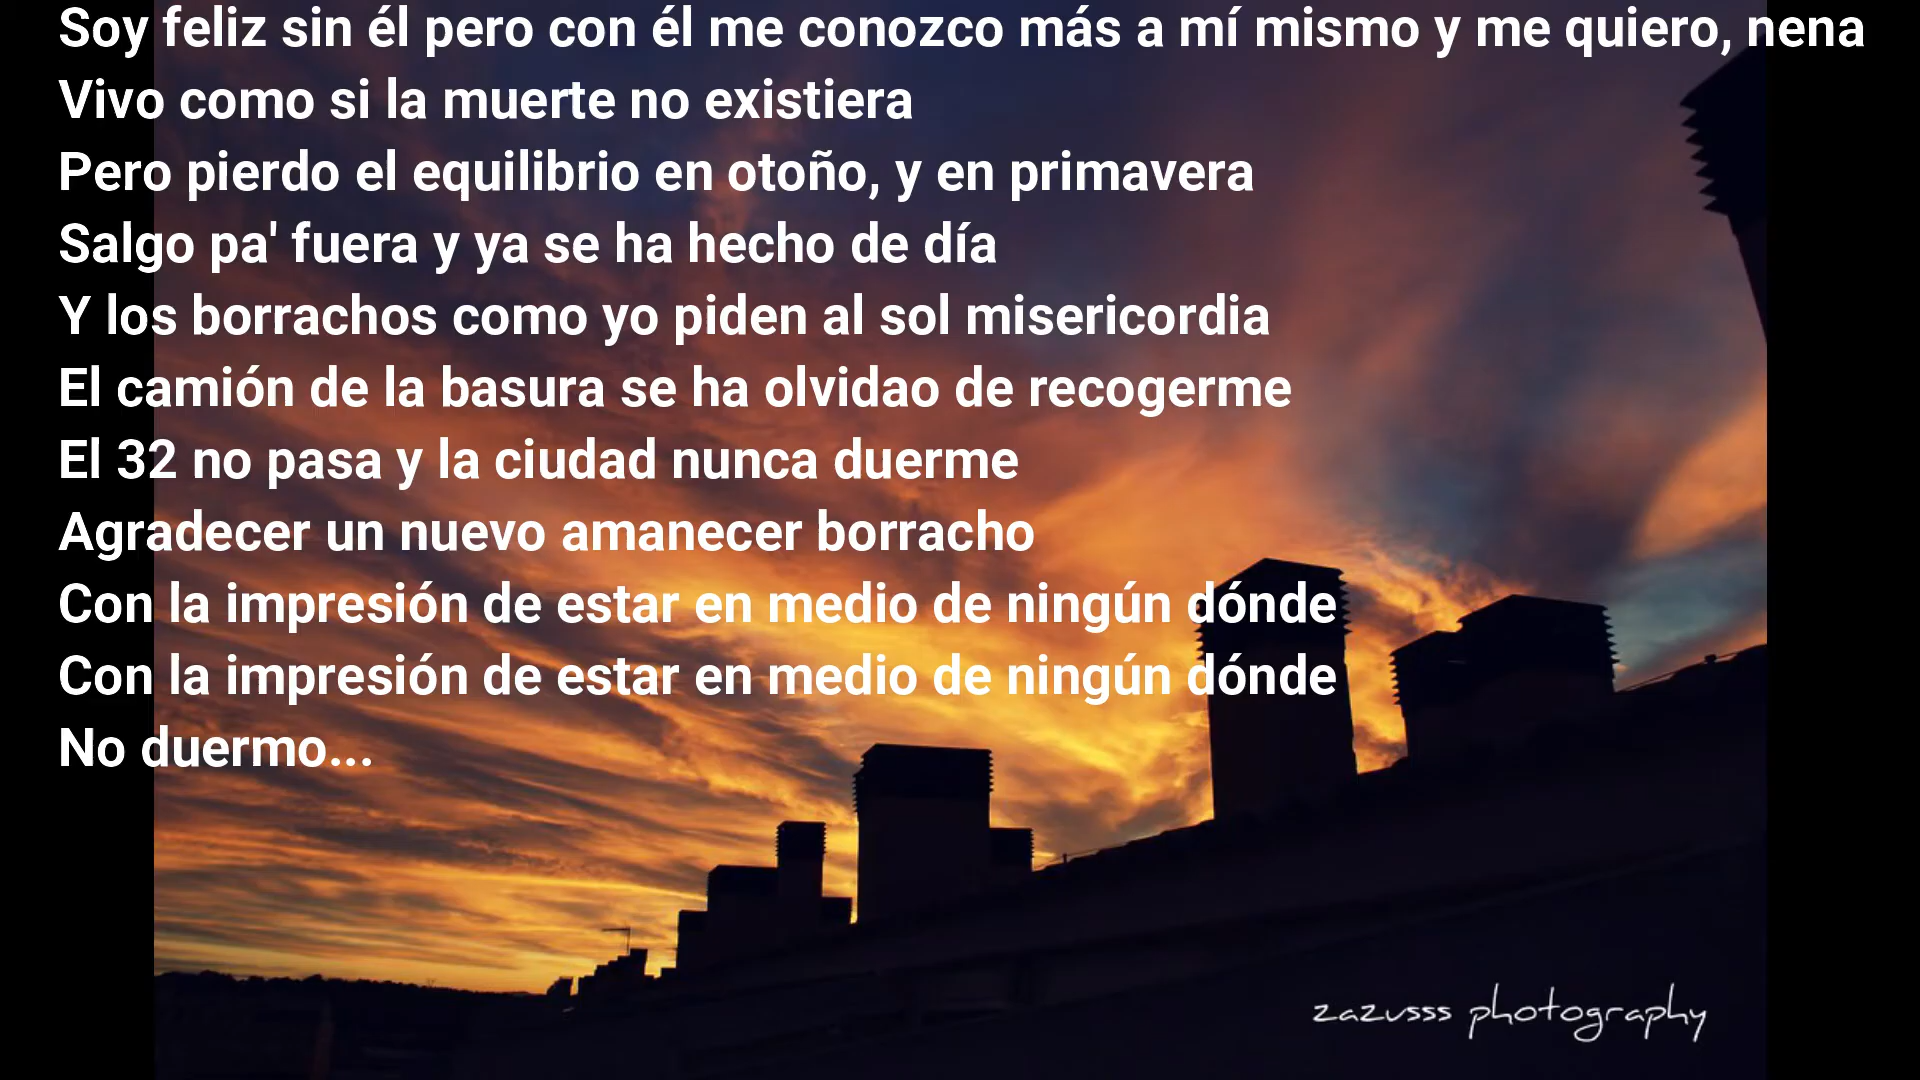 Soy feliz sin él pero con él me conozco más a mí mismo y me quiero, nena
Vivo como si la muerte no existiera
Pero pierdo el equilibrio en otoño, y en primavera
Salgo pa' fuera y ya se ha hecho de día
Y los borrachos como yo piden al sol misericordia
El camión de la basura se ha olvidao de recogerme
El 32 no pasa y la ciudad nunca duerme
Agradecer un nuevo amanecer borracho
Con la impresión de estar en medio de ningún dónde
Con la impresión de estar en medio de ningún dónde
No duermo...
zazusss photography